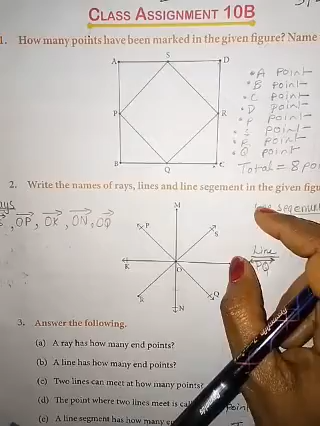 CLASS ASSIGNMENT 10B
1. How many points have been marked in the given figure? Name
A
S
D
P
R
B
Q
C
• A point
• B point
• C point
• D point
• P point
• S point
• R point
• Q point
Total = 8 poi
2. Write the names of rays, lines and line segement in the given figu
, OP, OK, ON, OQ
M
P
S
K
O
R
Q
N
Line
PQ
3. Answer the following.
(a) A ray has how many end points?
(b) A line has how many end points?
(c) Two lines can meet at how many points?
(d) The point where two lines meet is cal
Point
(e) A line segment has how many e